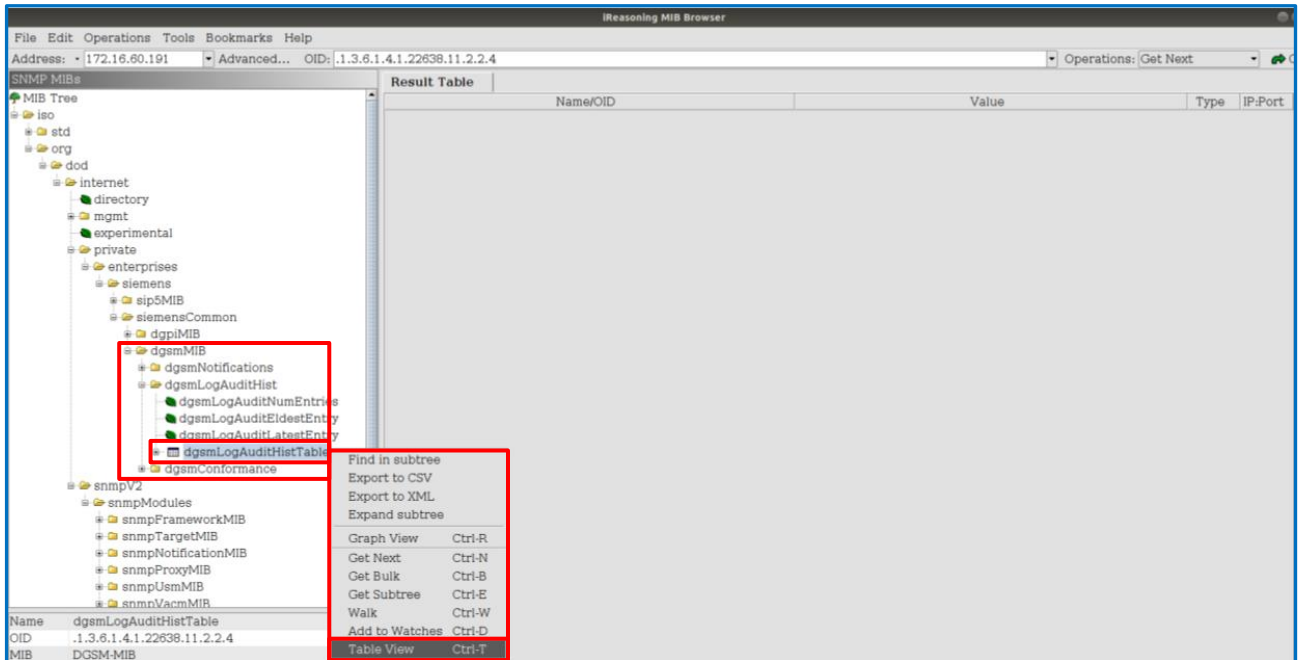 iReasoning MIB Browser
File Edit Operations Tools Bookmarks Help
Address: 172.16.60.191 Advanced... OID: .1.3.6.1.4.1.22638.11.2.2.4 Operations: Get Next
SNMP MIBs
Result Table
Name/OID Value Type IP:Port
MIB Tree
iso
std
org
dod
internet
directory
mgmt
experimental
private
enterprises
siemens
sip5MIB
siemensCommon
dgpiMIB
dgsmMIB
dgsmNotifications
dgsmLogAuditHist
dgsmLogAuditNumEntries
dgsmLogAuditEldestEntry
dgsmLogAuditLatestEntry
dgsmLogAuditHistTable
dgsmConformance
snmpV2
snmpModules
snmpFrameworkMIB
snmpTargetMIB
snmpNotificationMIB
snmpProxyMIB
snmpUsmMIB
snmpVacmMIB
Find in subtree
Export to CSV
Export to XML
Expand subtree
Graph View Ctrl-R
Get Next Ctrl-N
Get Bulk Ctrl-B
Get Subtree Ctrl-E
Walk Ctrl-W
Add to Watches Ctrl-D
Table View Ctrl-T
Name dgsmLogAuditHistTable
OID .1.3.6.1.4.1.22638.11.2.2.4
MIB DGSM-MIB